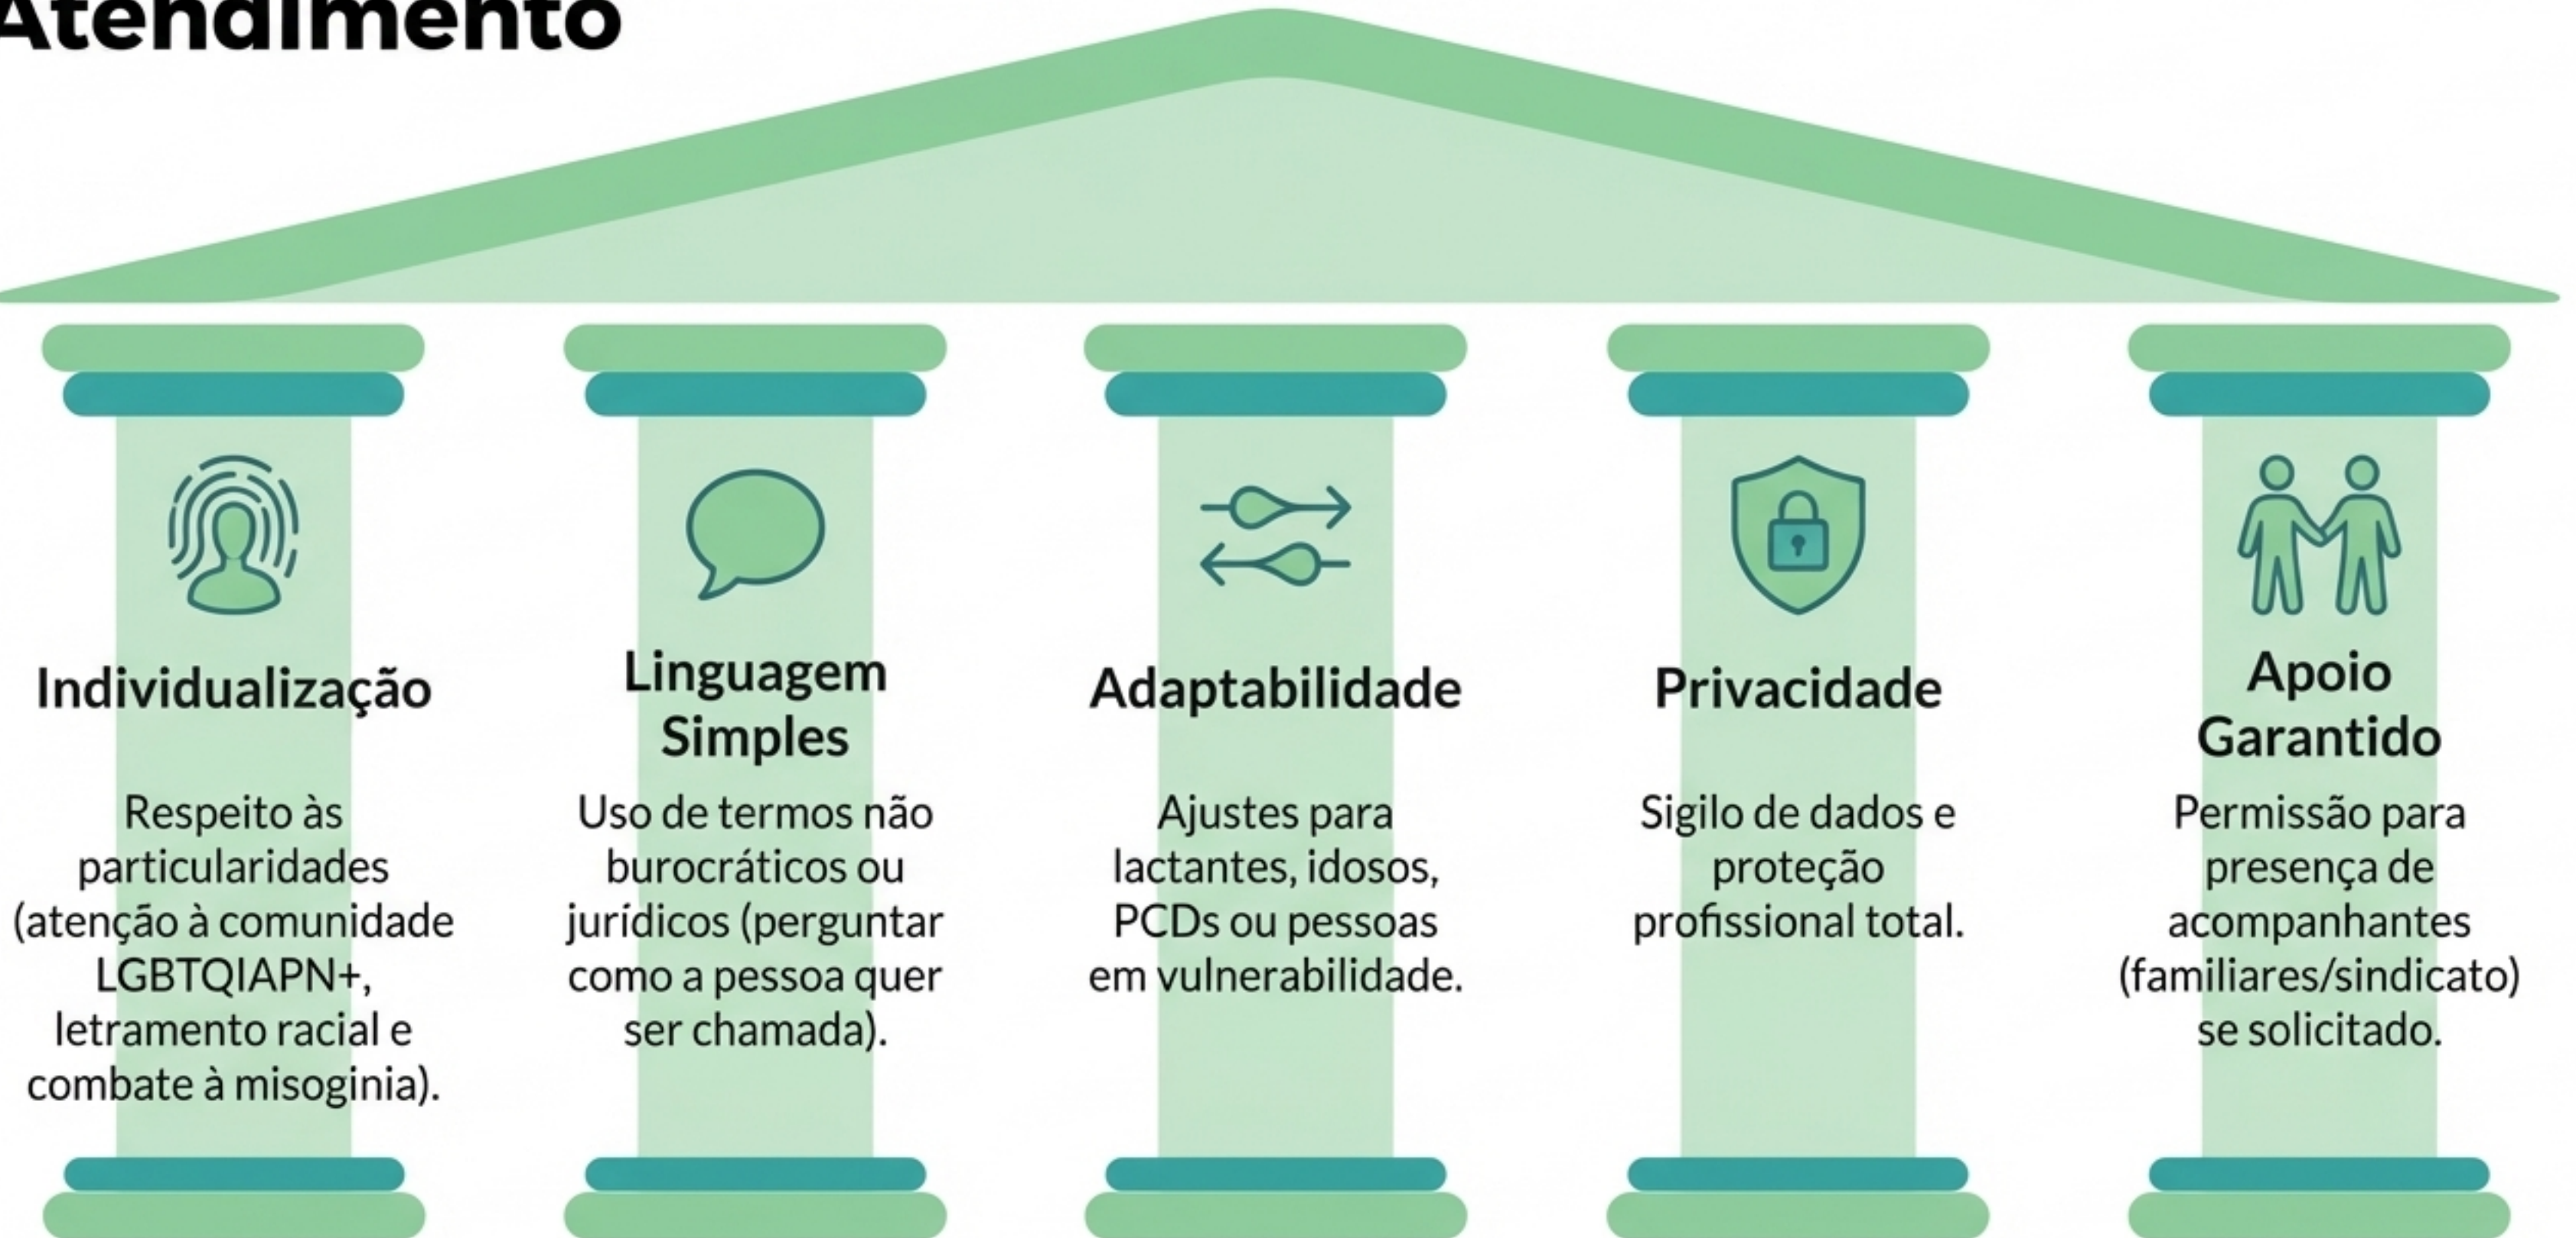 Atendimento
Individualização
Respeito às
particularidades
(atenção à comunidade
LGBTQIAPN+,
letramento racial e
combate à misoginia).
Linguagem
Simples
Uso de termos não
burocráticos ou
jurídicos (perguntar
como a pessoa quer
ser chamada).
Adaptabilidade
Ajustes para
lactantes, idosos,
PCDs ou pessoas
em vulnerabilidade.
Privacidade
Sigilo de dados e
proteção
profissional total.
Apoio
Garantido
Permissão para
presença de
acompanhantes
(familiares/sindicato)
se solicitado.